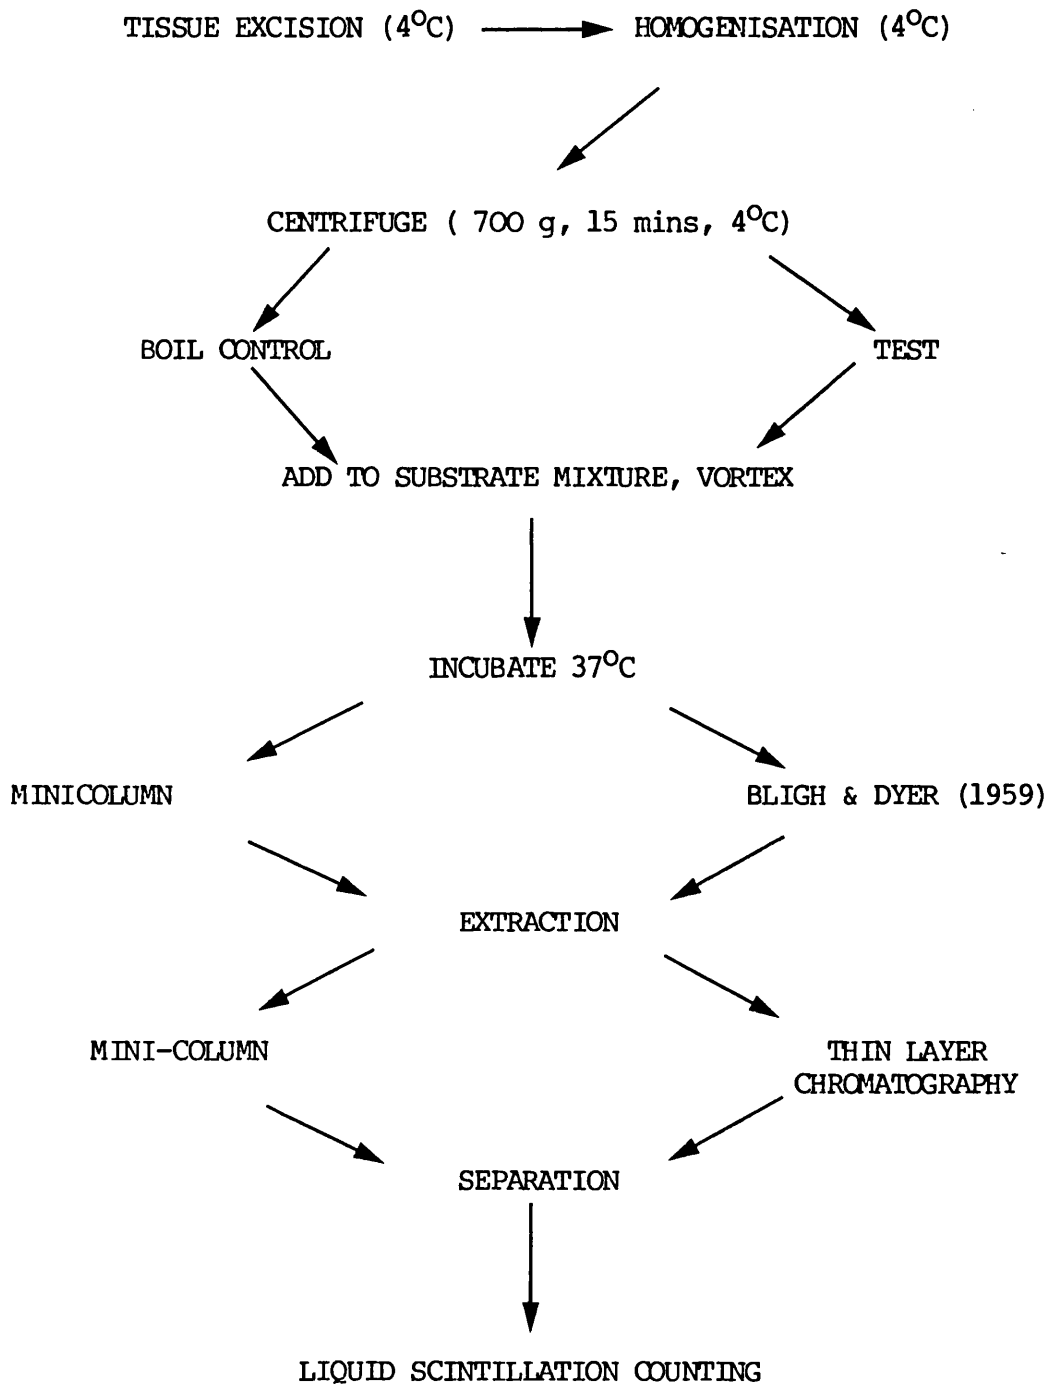 TISSUE EXCISION (4°C) HOMOGENISATION (4°C)
CENTRIFUGE ( 700 g, 15 mins, 4°C)
BOIL CONTROL TEST
ADD TO SUBSTRATE MIXTURE, VORTEX
INCUBATE 37°C
MINICOLUMN BLIGH & DYER (1959)
EXTRACTION
MINI-COLUMN THIN LAYER
CHROMATOGRAPHY
SEPARATION
LIQUID SCINTILLATION COUNTING